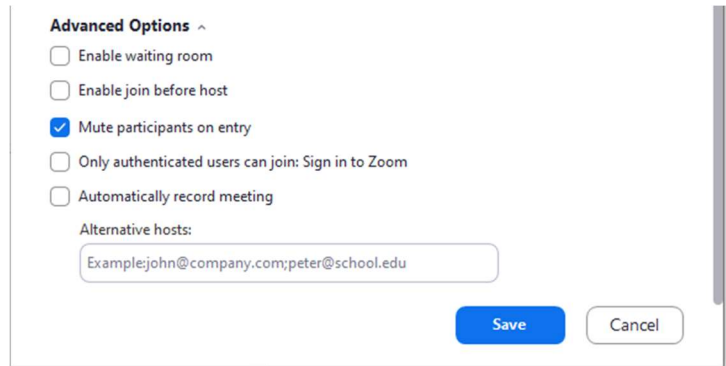 Advanced Options
Enable waiting room
Enable join before host
Mute participants on entry
Only authenticated users can join: Sign in to Zoom
Automatically record meeting
Alternative hosts:
Example:john@company.com;peter@school.edu
Save Cancel